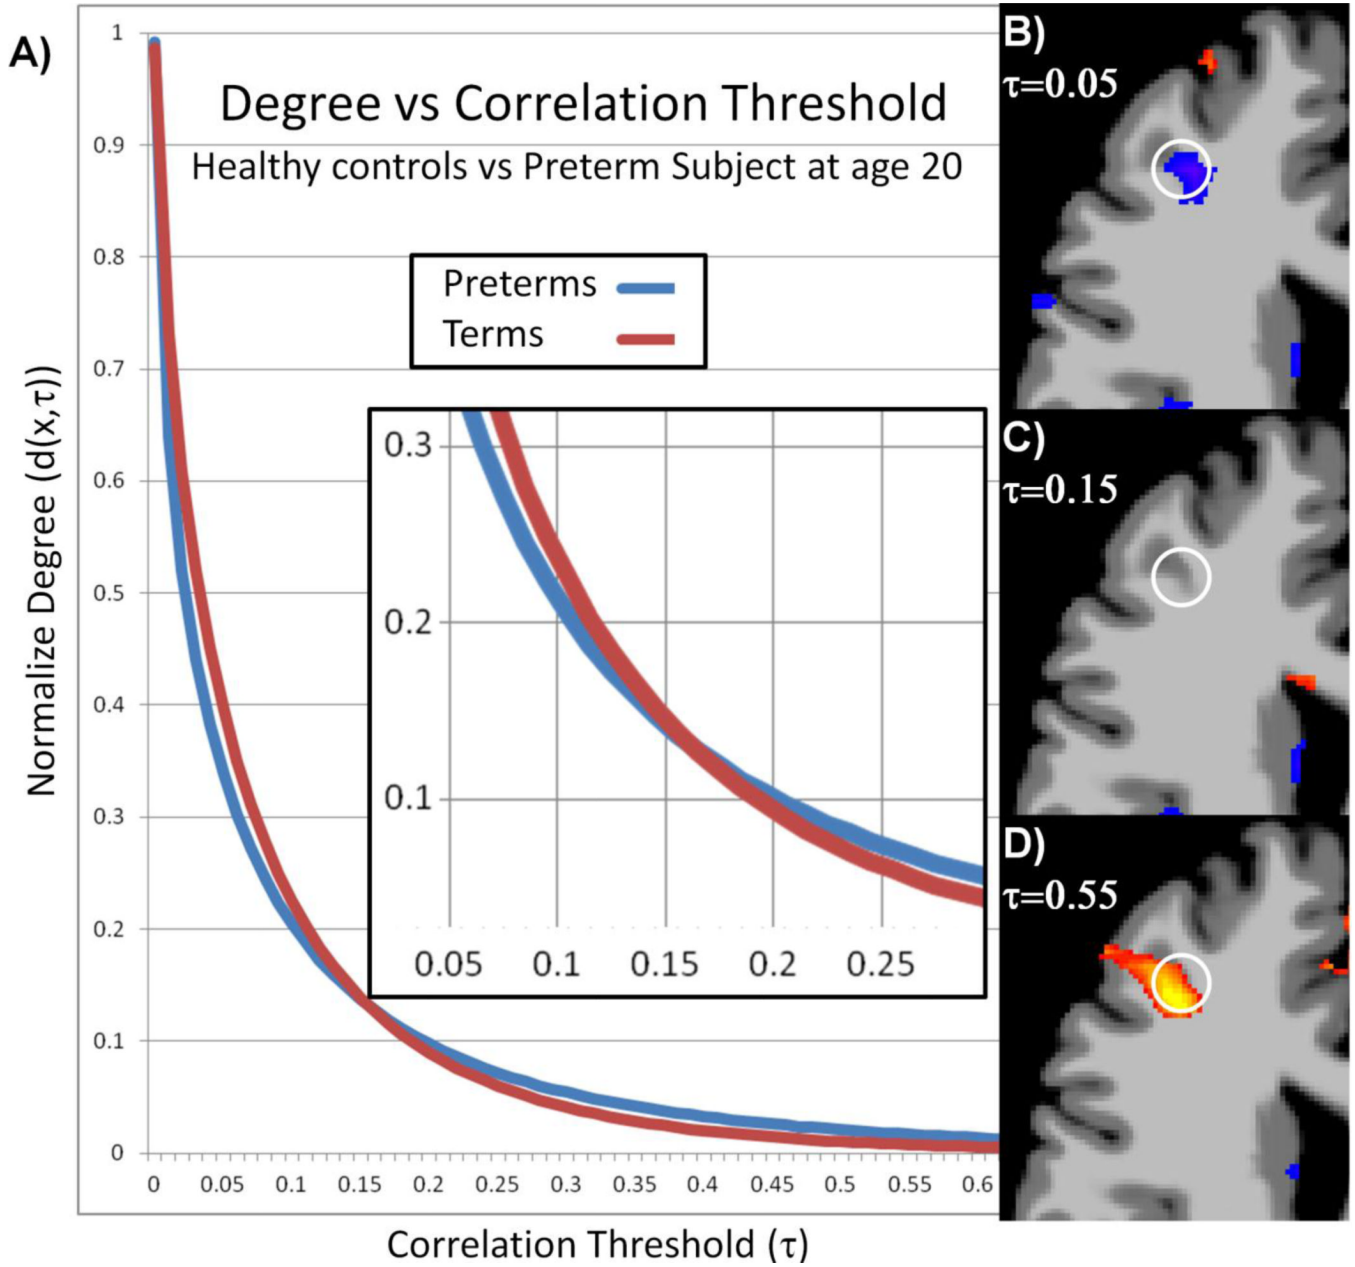 A)
Degree vs Correlation Threshold
Healthy controls vs Preterm Subject at age 20
Preterms
Terms
Normalize Degree (d(x,τ))
1
0.9
0.8
0.7
0.6
0.5
0.4
0.3
0.2
0.1
0
0 0.05 0.1 0.15 0.2 0.25 0.3 0.35 0.4 0.45 0.5 0.55 0.6
Correlation Threshold (τ)
0.3
0.2
0.1
0.05 0.1 0.15 0.2 0.25
B)
τ=0.05
C)
τ=0.15
D)
τ=0.55